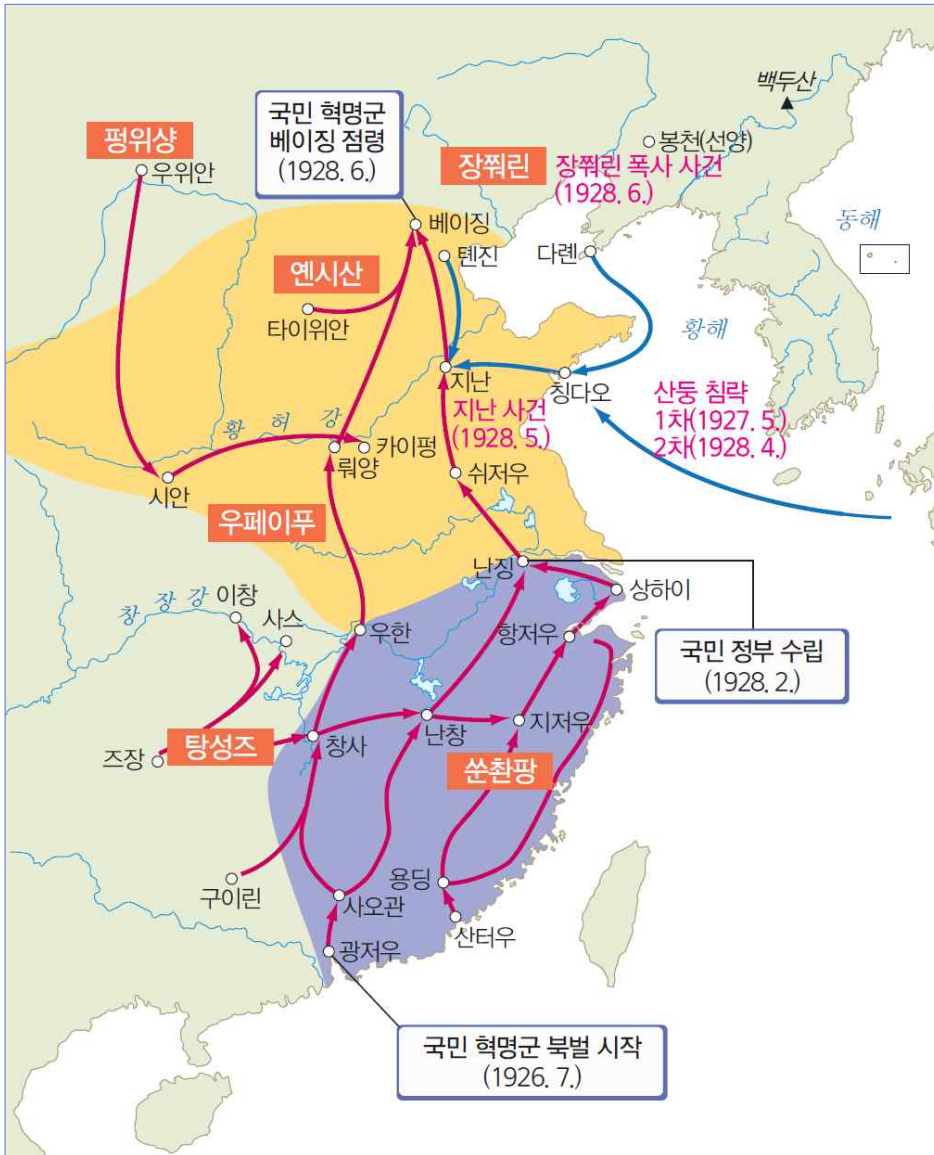 백두산
국민 혁명군
베이징 점령
(1928. 6.)
펑위샹
우위안
봉천(선양)
장쭤린
장쭤린 폭사 사건
(1928. 6.)
베이징
톈진
다롄
동해
옌시산
타이위안
황해
지난
칭다오
지난 사건
(1928. 5.)
산둥 침략
1차(1927. 5.)
2차(1928. 4.)
황허강
카이펑
뤄양
시안
쉬저우
우페이푸
난징
상하이
창장강
이창
사스
우한
항저우
국민 정부 수립
(1928. 2.)
즈장
탕성즈
창사
난창
지저우
쑨촨팡
구이린
사오관
용딩
산터우
광저우
국민 혁명군 북벌 시작
(1926. 7.)